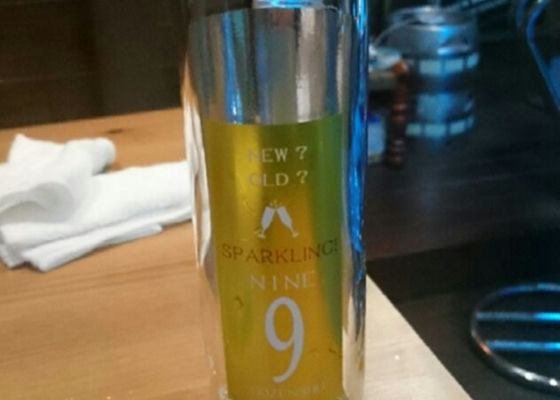 NEW ?
OLD ?
SPARKLING!
NINE
9